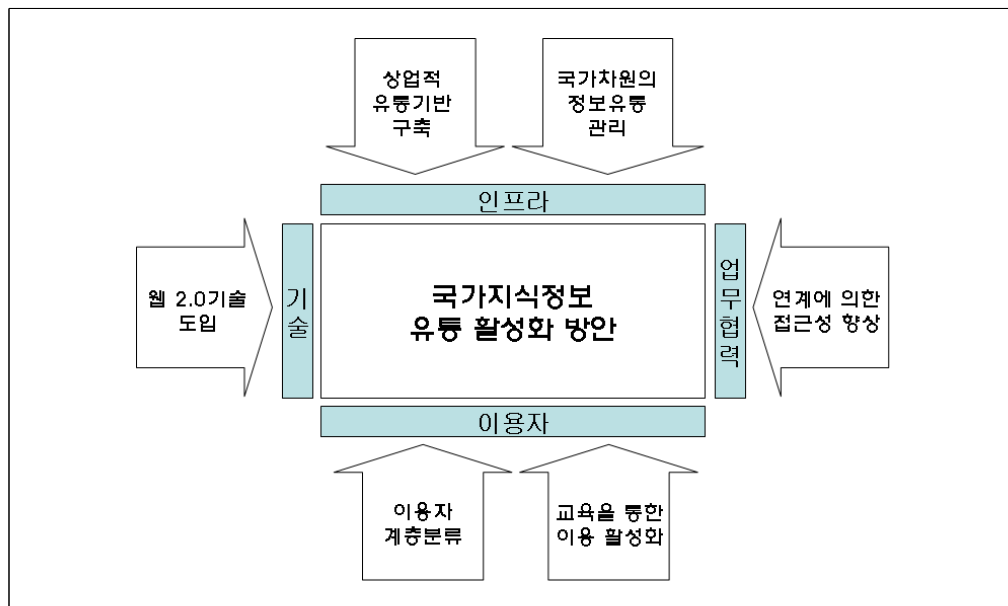 상업적
유통기반
구축
국가차원의
정보유통
관리
인프라
웹 2.0기술
도입
기술
국가지식정보
유통 활성화 방안
업무협력
연계에 의한
접근성 향상
이용자
이용자
계층분류
교육을 통한
이용 활성화